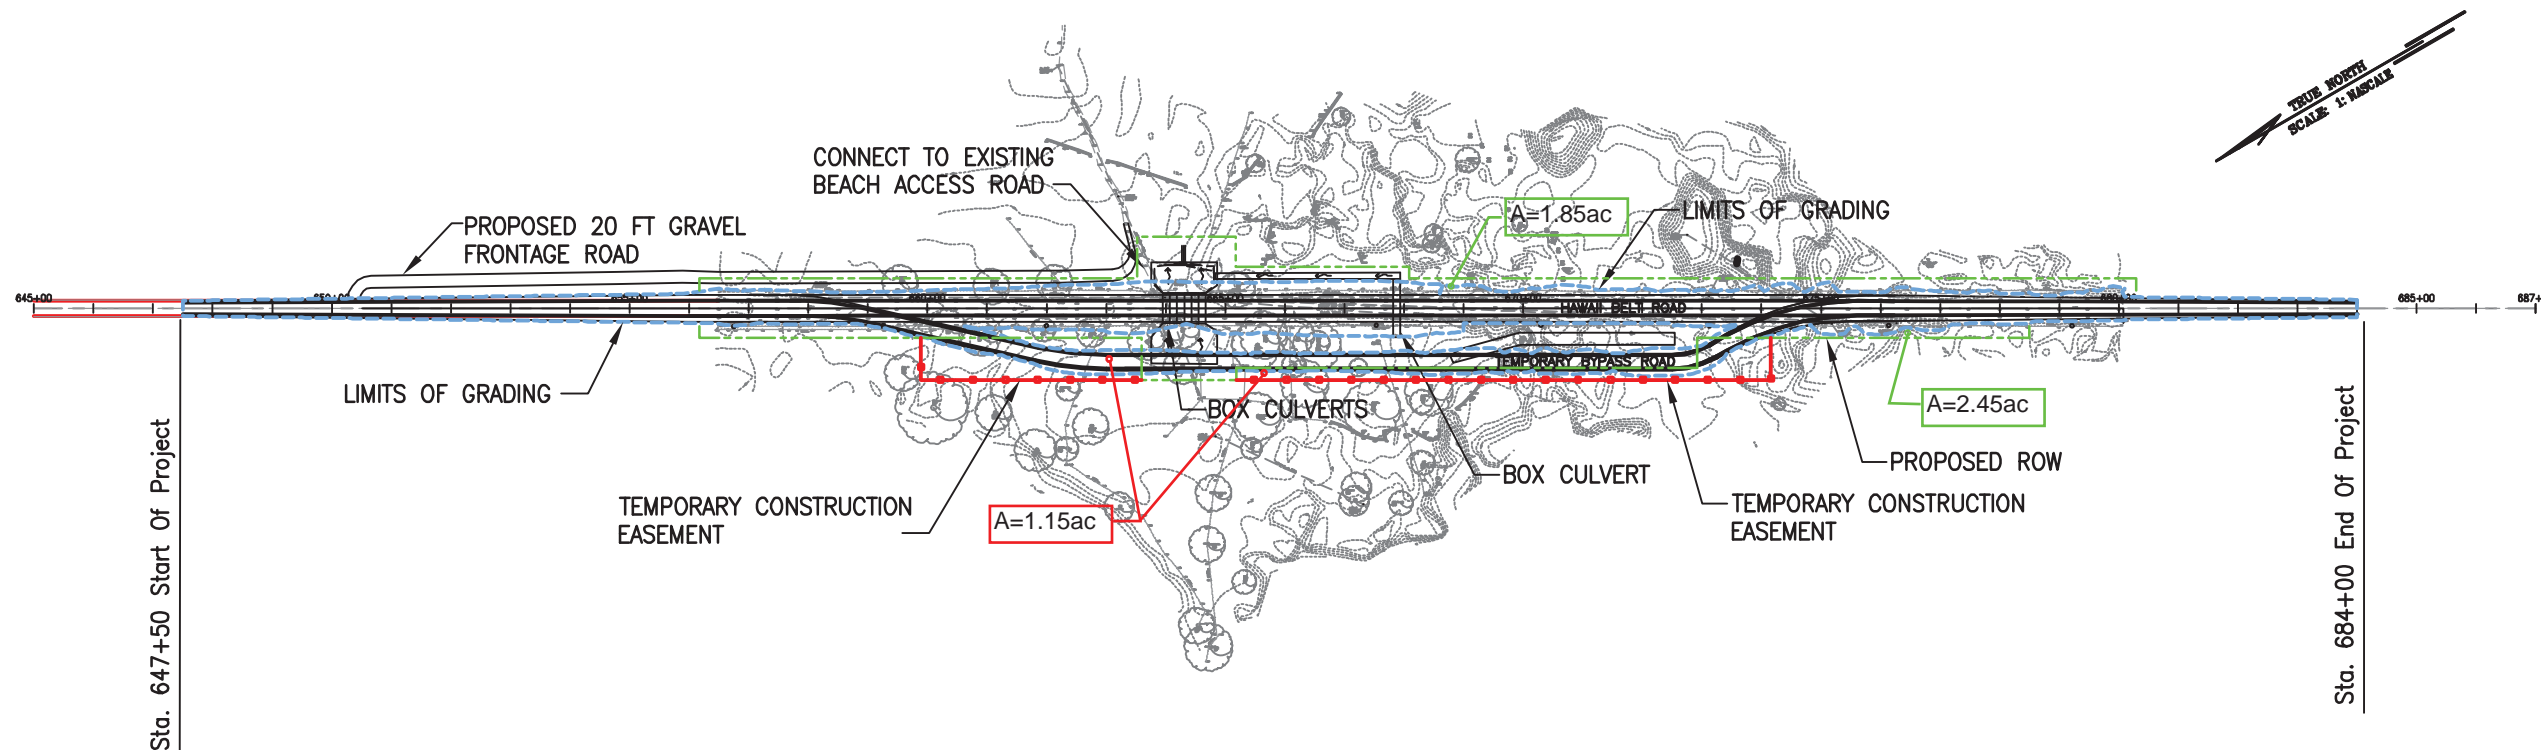 TRUE NORTH
SCALE: 1: NASCALE
CONNECT TO EXISTING
BEACH ACCESS ROAD
PROPOSED 20 FT GRAVEL
FRONTAGE ROAD
A=1.85ac
LIMITS OF GRADING
645+00
HAWAII BELT ROAD
685+00
687+
TEMPORARY BYPASS ROAD
LIMITS OF GRADING
BOX CULVERTS
A=2.45ac
BOX CULVERT
PROPOSED ROW
TEMPORARY CONSTRUCTION
EASEMENT
A=1.15ac
TEMPORARY CONSTRUCTION
EASEMENT
Sta. 647+50 Start Of Project
Sta. 684+00 End Of Project